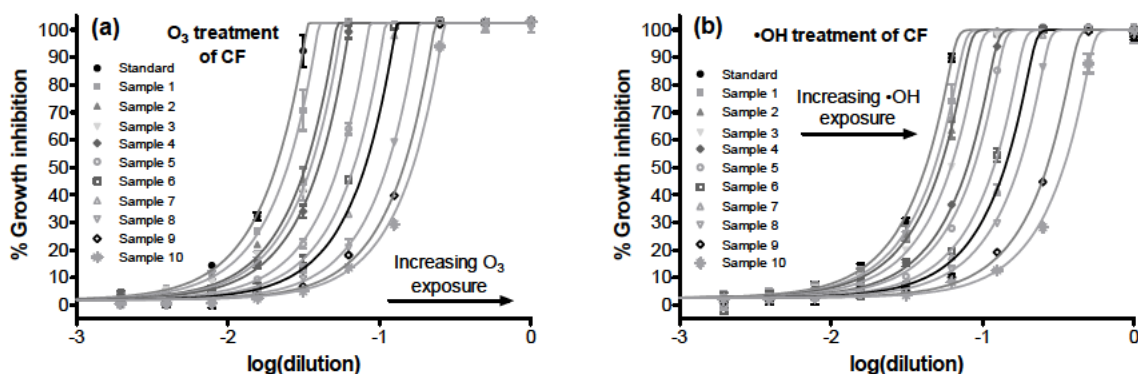 (a)
O3 treatment
of CF
Standard
Sample 1
Sample 2
Sample 3
Sample 4
Sample 5
Sample 6
Sample 7
Sample 8
Sample 9
Sample 10
Increasing O3
exposure
% Growth inhibition
100
90
80
70
60
50
40
30
20
10
0
-3
-2
-1
0
log(dilution)
(b)
•OH treatment of CF
Standard
Sample 1
Sample 2
Sample 3
Sample 4
Sample 5
Sample 6
Sample 7
Sample 8
Sample 9
Sample 10
Increasing •OH
exposure
% Growth inhibition
100
90
80
70
60
50
40
30
20
10
0
-3
-2
-1
0
log(dilution)